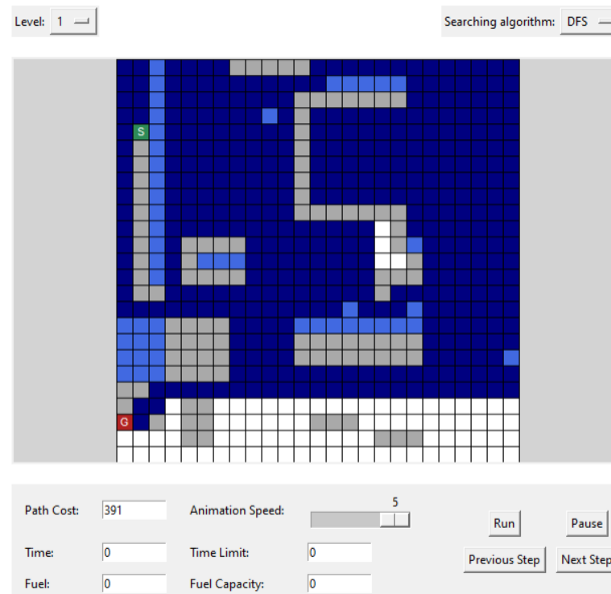 Level: 1 Searching algorithm: DFS
S
G
Path Cost: 391 Animation Speed: 5 Run Pause
Time: 0 Time Limit: 0 Previous Step Next Step
Fuel: 0 Fuel Capacity: 0